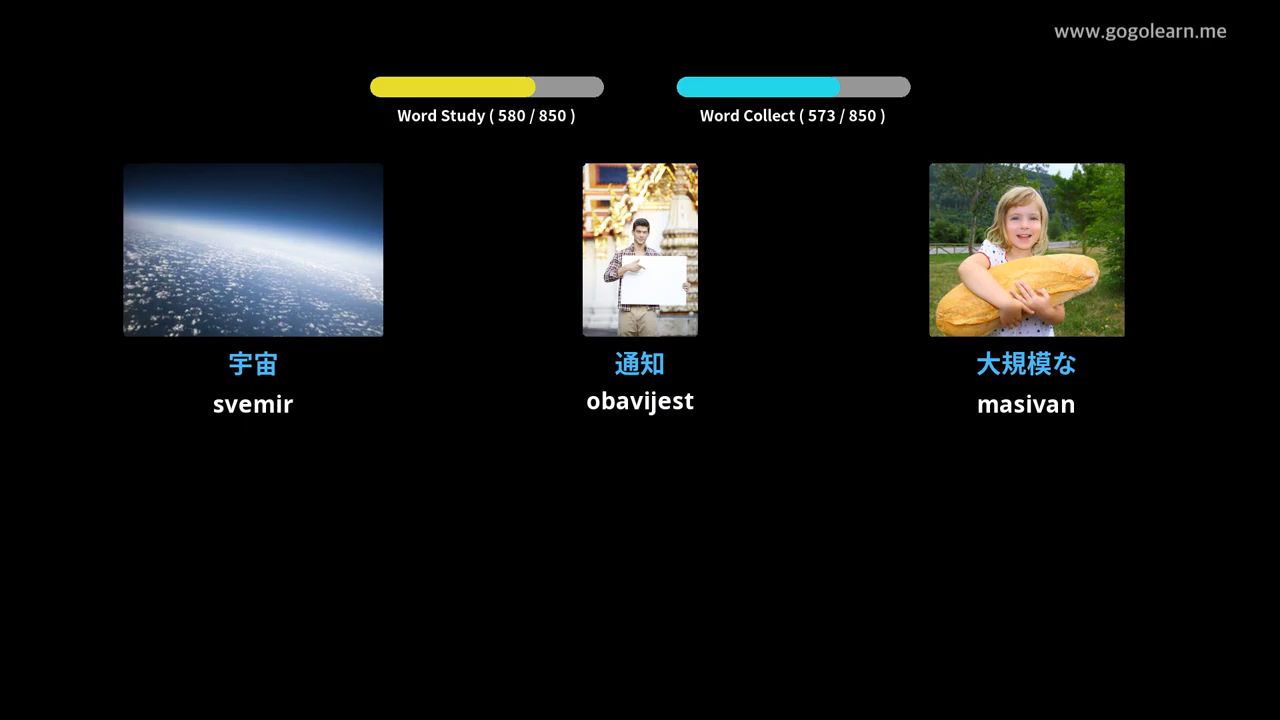 www.gogolearn.me
Word Study ( 580 / 850 )
Word Collect ( 573 / 850 )
宇宙
svemir
通知
obavijest
大規模な
masivan